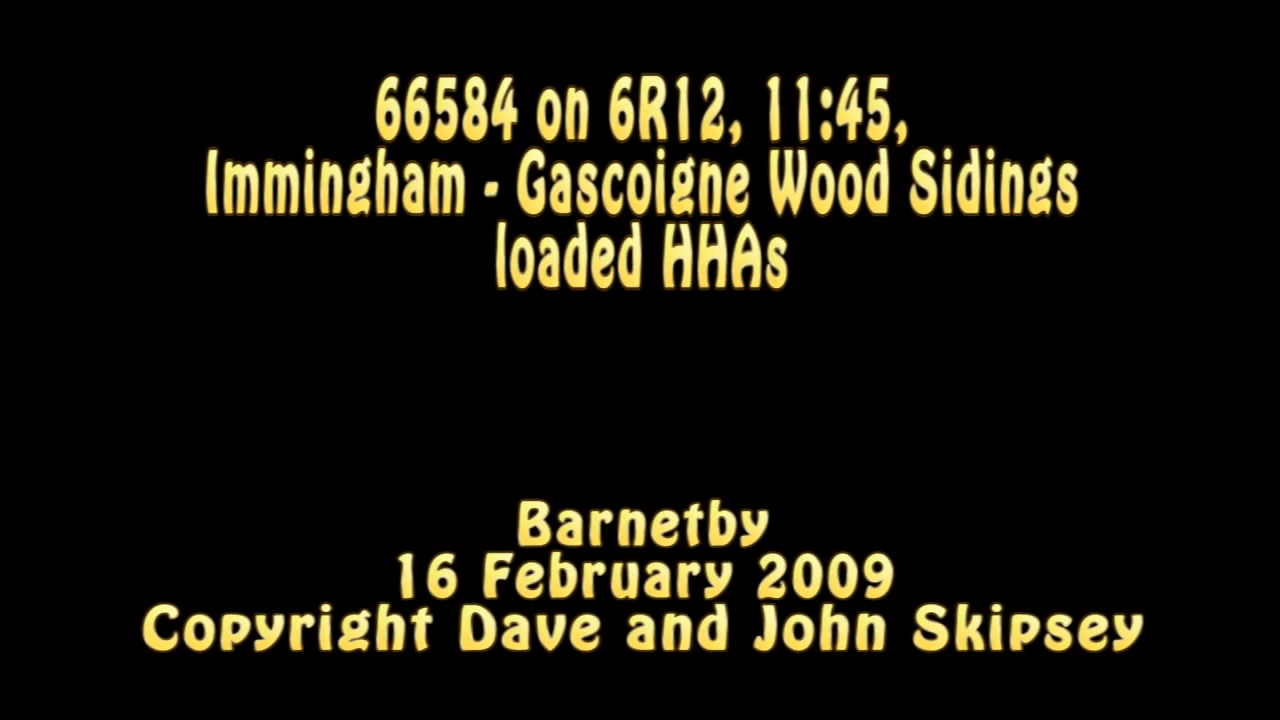 66584 on 6R12, 11:45,
Immingham - Gascoigne Wood Sidings
loaded HHAs
Barnetby
16 February 2009
Copyright Dave and John Skipsey